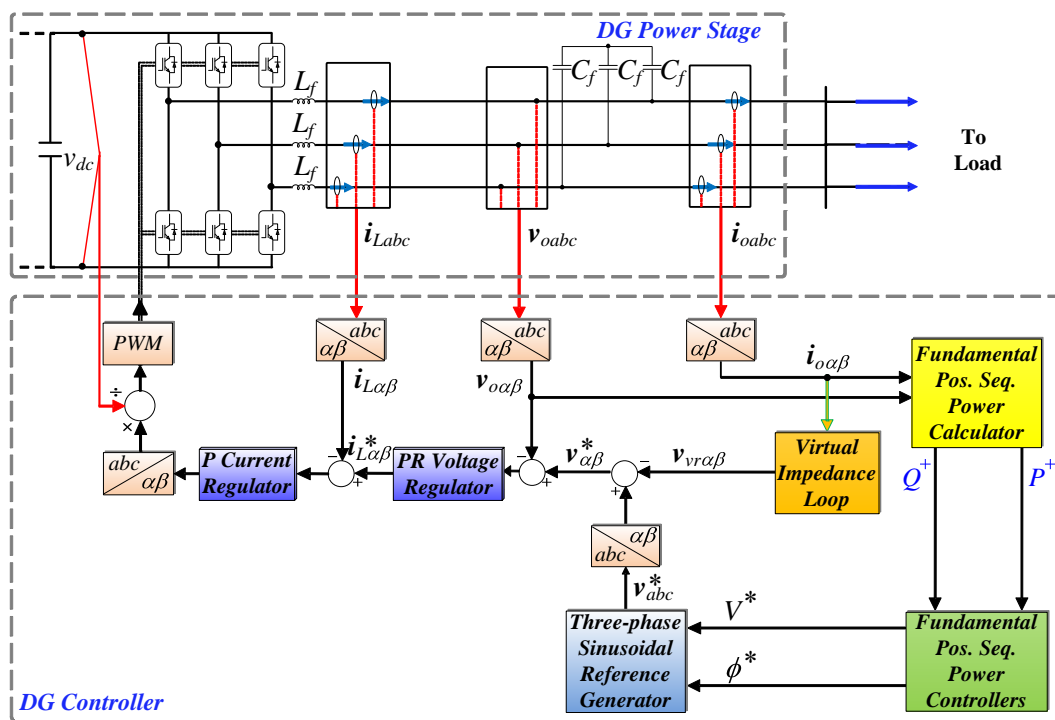 DG Power Stage
C_f C_f C_f
L_f
L_f
L_f
v_dc
To
Load
i_Labc
v_oabc
i_oabc
PWM
abc
αβ
abc
αβ
abc
αβ
i_Lαβ
v_oαβ
i_oαβ
Fundamental
Pos. Seq.
Power
Calculator
÷
×
abc
αβ
P Current
Regulator
i*_Lαβ
− +
PR Voltage
Regulator
− +
v*_αβ
− +
v_vrαβ
Virtual
Impedance
Loop
Q⁺
P⁺
αβ
abc
v*_abc
Three-phase
Sinusoidal
Reference
Generator
V*
ϕ*
Fundamental
Pos. Seq.
Power
Controllers
DG Controller